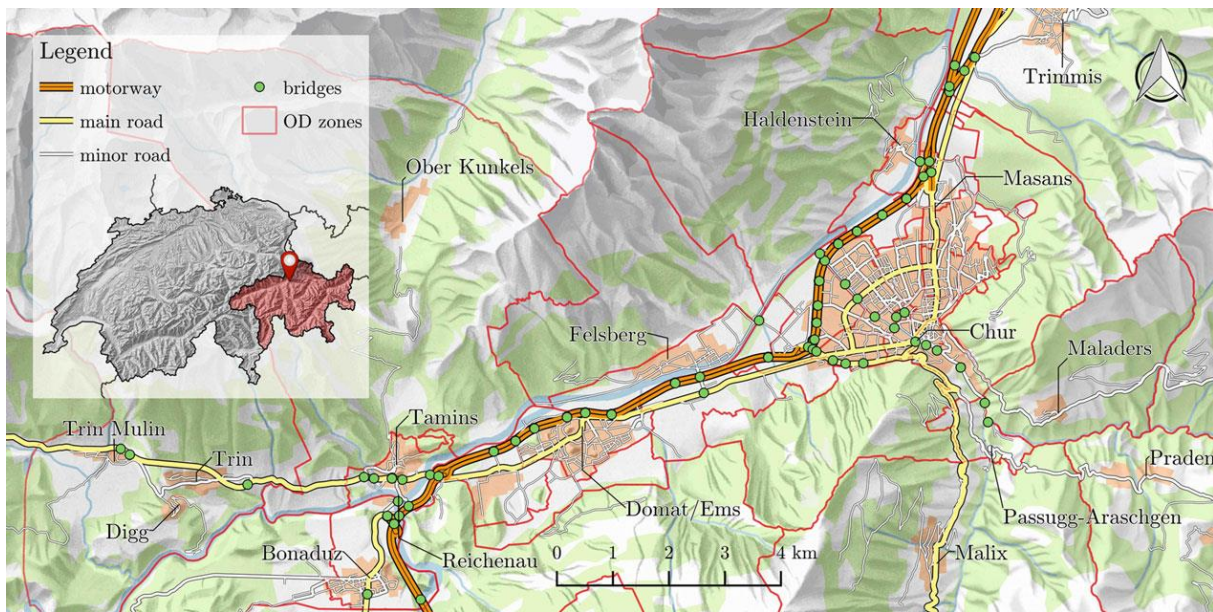 Legend
motorway
main road
minor road
bridges
OD zones
Trimmis
Haldenstein
Ober Kunkels
Masans
Felsberg
Chur
Maladers
Tamins
Trin Mulin
Trin
Praden
Digg
Domat/Ems
Passugg-Araschgen
Bonaduz
Reichenau
Malix
0 1 2 3 4 km